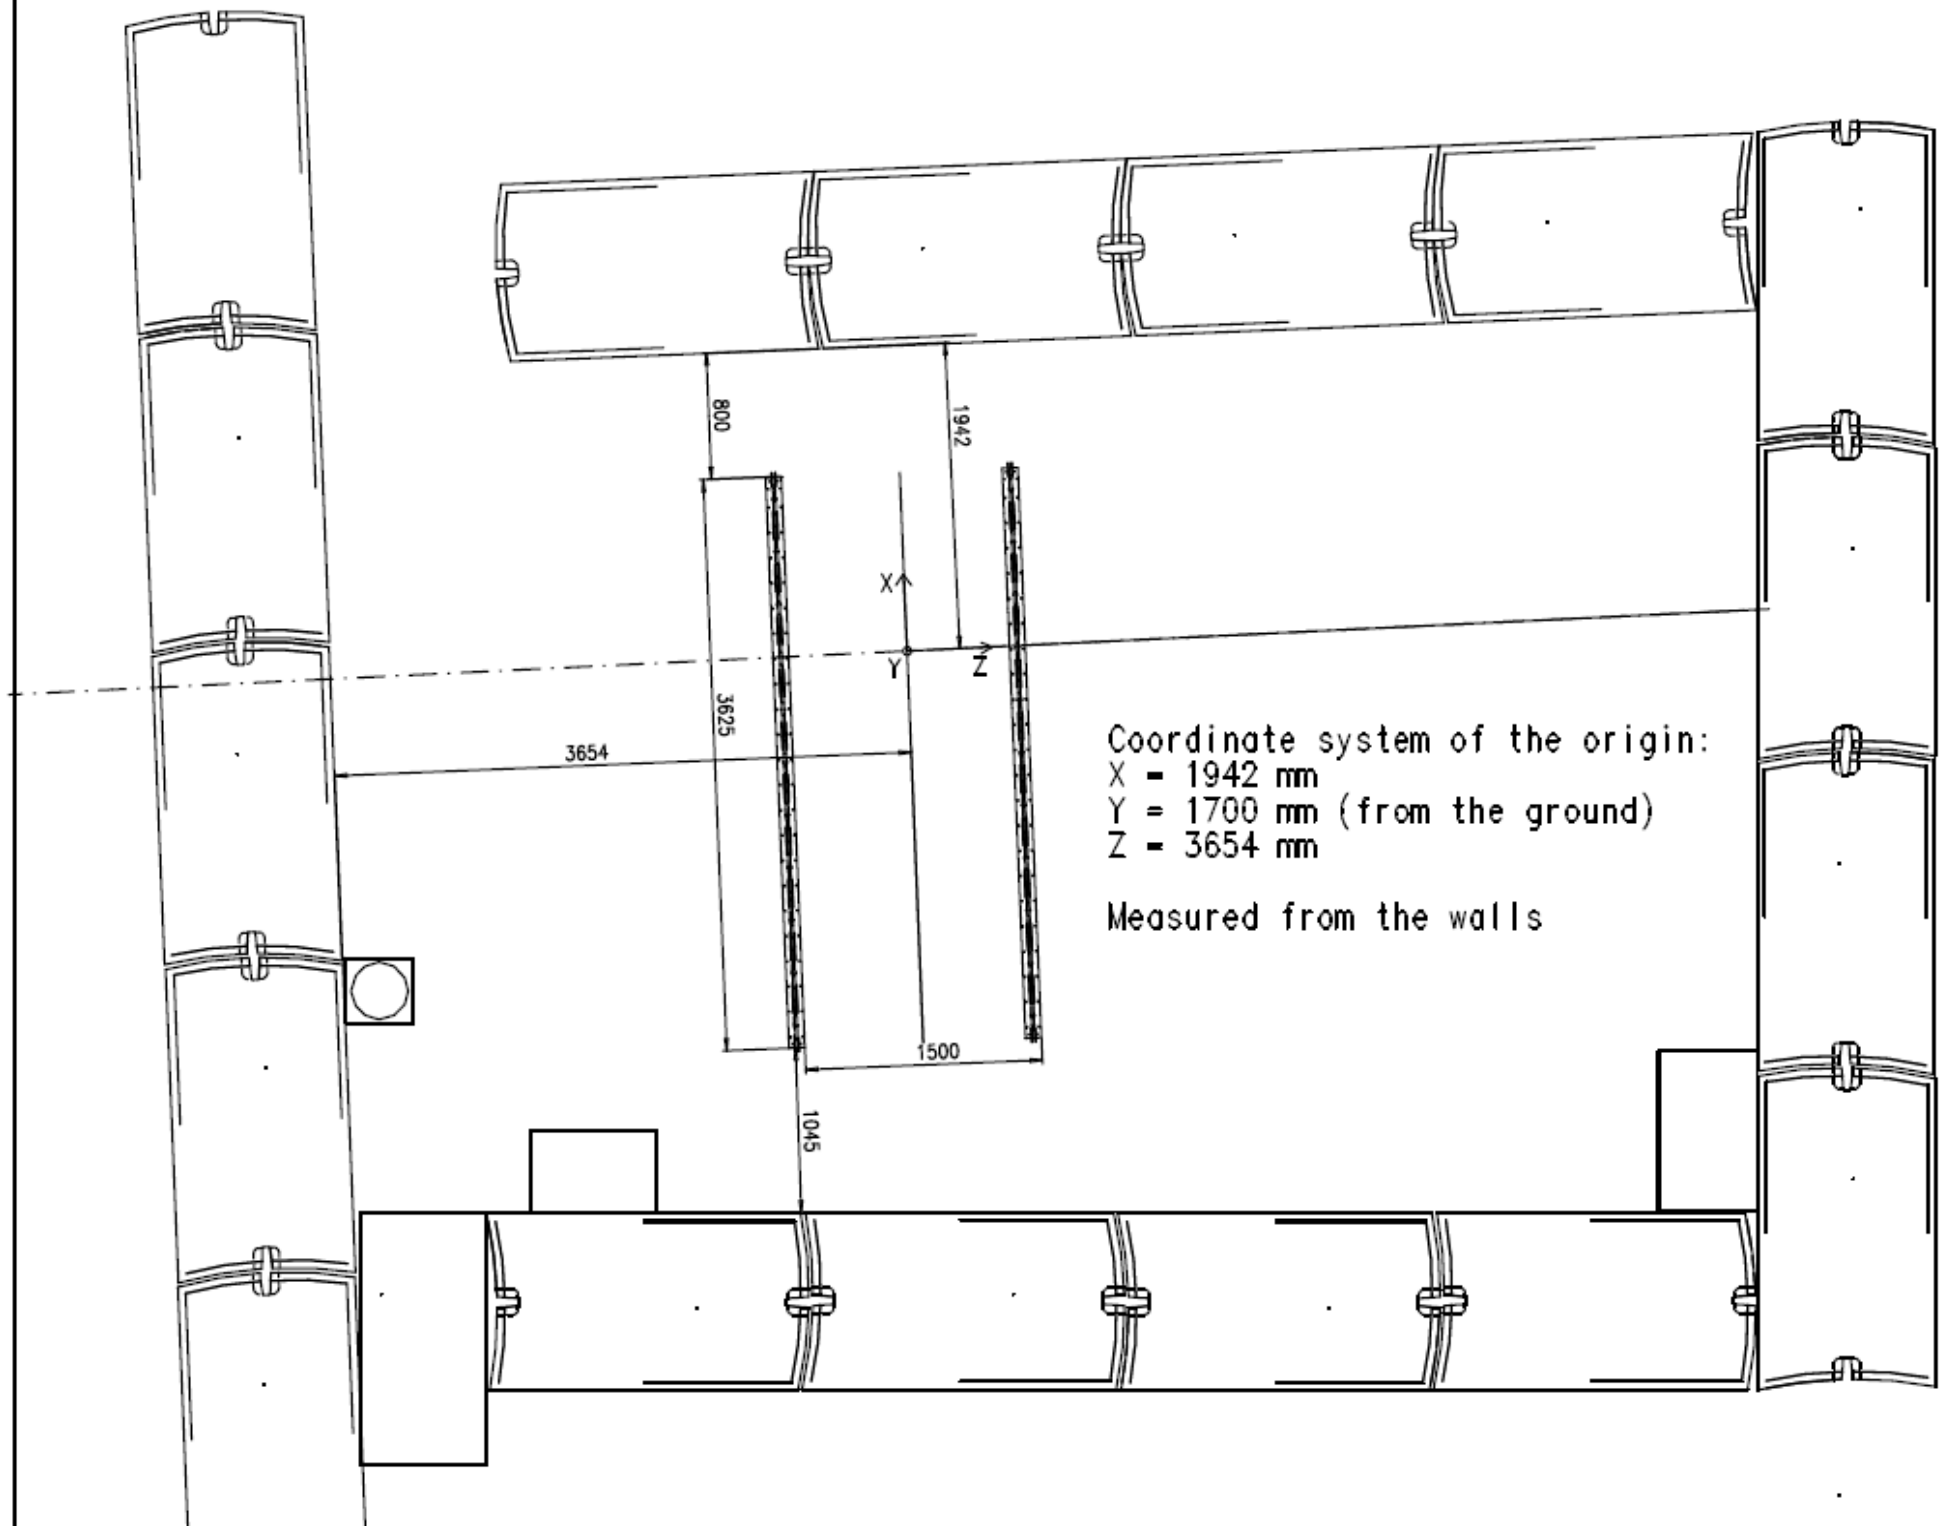 800
1942
X
Y
Z
3625
3654
Coordinate system of the origin:
X = 1942 mm
Y = 1700 mm (from the ground)
Z = 3654 mm
Measured from the walls
1500
1045